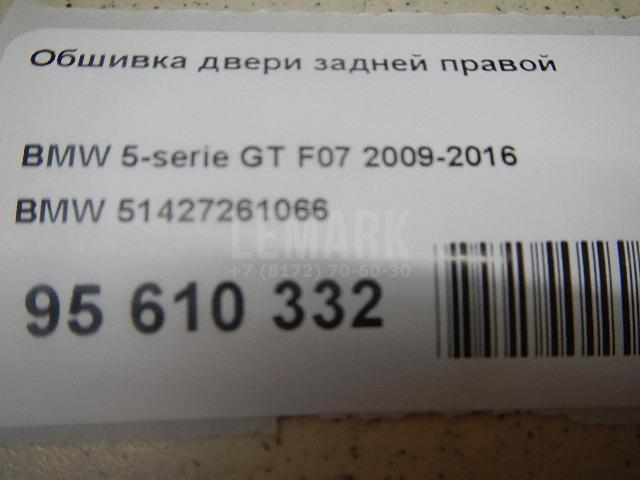 Обшивка двери задней правой
BMW 5-serie GT F07 2009-2016
BMW 51427261066
LEMARK
+7 (8172) 70-60-30
95 610 332